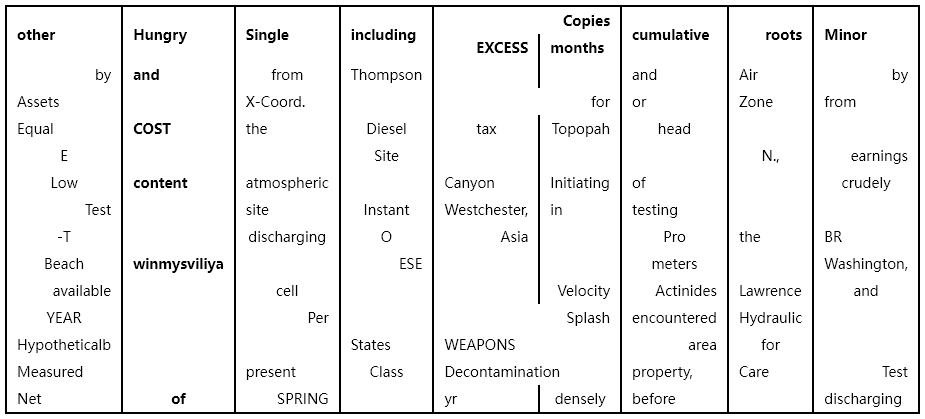 Copies
other Hungry Single including EXCESS months cumulative roots Minor
by and from Thompson and Air by
Assets X-Coord. for or Zone from
Equal COST the Diesel tax Topopah head
E Site N., earnings
Low content atmospheric Canyon Initiating of crudely
Test site Instant Westchester, in testing
-T discharging O Asia Pro the BR
Beach winmysviliya ESE meters Washington,
available cell Velocity Actinides Lawrence and
YEAR Per Splash encountered Hydraulic
Hypotheticalb States WEAPONS area for
Measured present Class Decontamination property, Care Test
Net of SPRING yr densely before discharging